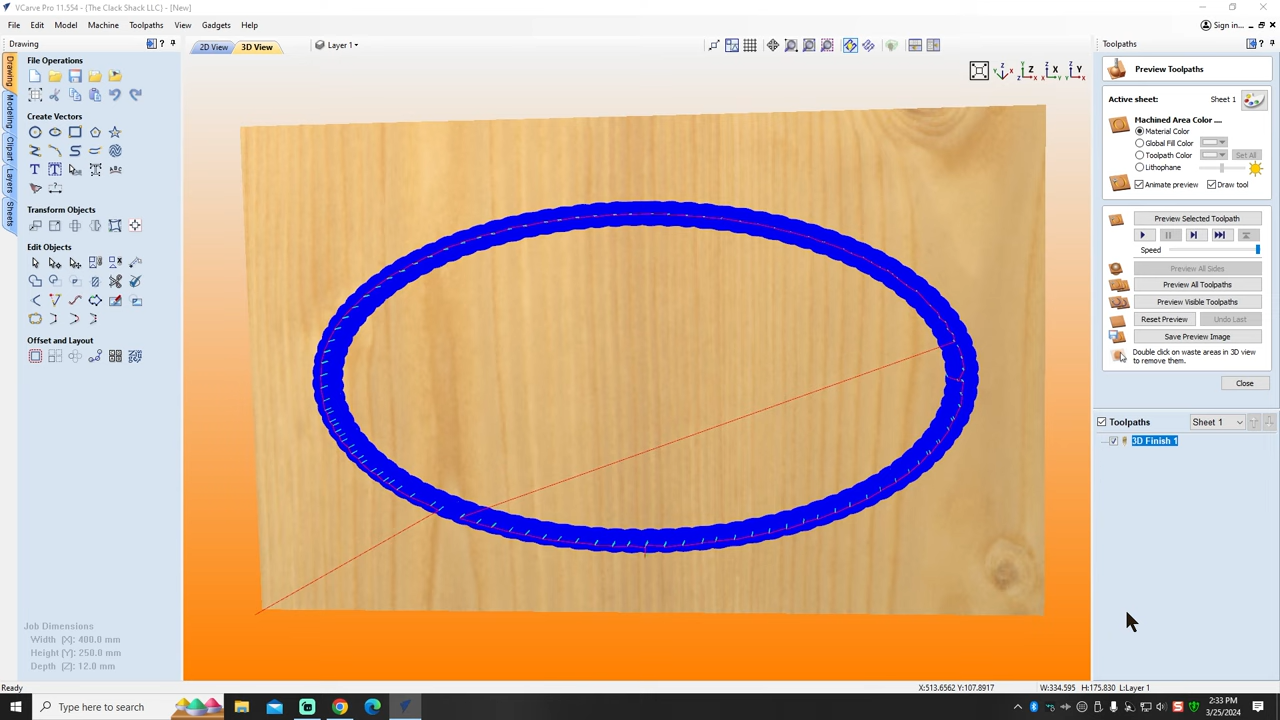 VCarve Pro 11.554 - {The Clack Shack LLC} - [New]
File Edit Model Machine Toolpaths View Gadgets Help
Sign in...
Drawing
2D View 3D View Layer 1
Toolpaths
Drawing
Modeling
Clipart
Layers
Sheets
File Operations
Create Vectors
Transform Objects
Edit Objects
Offset and Layout
Job Dimensions
Width (X): 400.0 mm
Height (Y): 250.0 mm
Depth (Z): 12.0 mm
Z X Y
Preview Toolpaths
Active sheet: Sheet 1
Machined Area Color ....
Material Color
Global Fill Color
Toolpath Color Set All
Lithophane
Animate preview Draw tool
Preview Selected Toolpath
Speed
Preview All Sides
Preview All Toolpaths
Preview Visible Toolpaths
Reset Preview Undo Last
Save Preview Image
Double click on waste areas in 3D view
to remove them.
Close
Toolpaths Sheet 1
3D Finish 1
Ready
X:513.6562 Y:107.8917 W:334.595 H:175.830 L:Layer 1
Type here to search
2:33 PM
3/25/2024